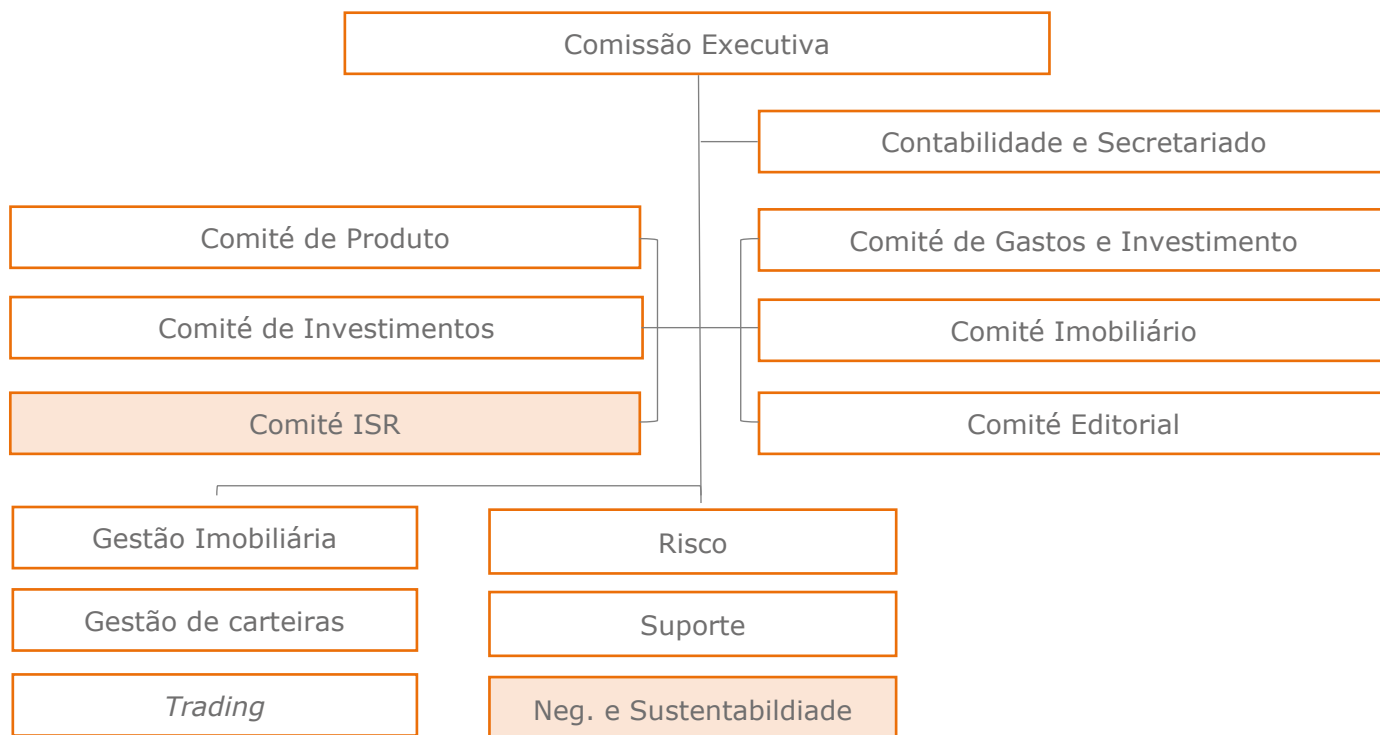 Comissão Executiva
Contabilidade e Secretariado
Comité de Produto
Comité de Gastos e Investimento
Comité de Investimentos
Comité Imobiliário
Comité ISR
Comité Editorial
Gestão Imobiliária
Risco
Gestão de carteiras
Suporte
Trading
Neg. e Sustentabildiade